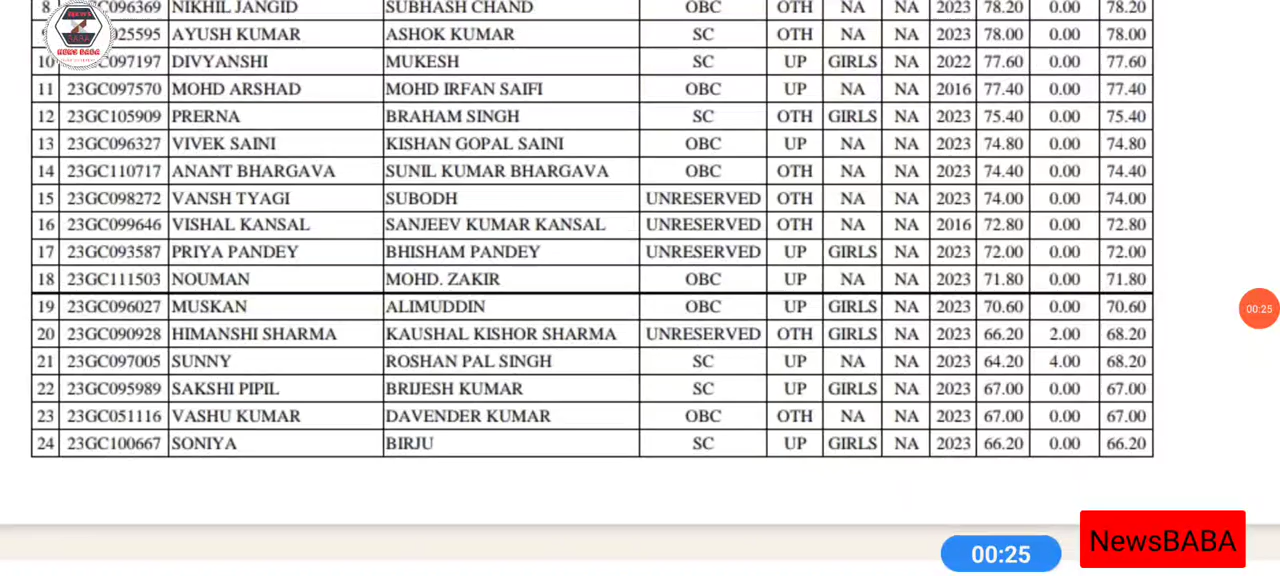 8 C096369 NIKHIL JANGID SUBHASH CHAND OBC OTH NA NA 2023 78.20 0.00 78.20
25595 AYUSH KUMAR ASHOK KUMAR SC OTH NA NA 2023 78.00 0.00 78.00
10 C097197 DIVYANSHI MUKESH SC UP GIRLS NA 2022 77.60 0.00 77.60
11 23GC097570 MOHD ARSHAD MOHD IRFAN SAIFI OBC UP NA NA 2016 77.40 0.00 77.40
12 23GC105909 PRERNA BRAHAM SINGH SC OTH GIRLS NA 2023 75.40 0.00 75.40
13 23GC096327 VIVEK SAINI KISHAN GOPAL SAINI OBC UP NA NA 2023 74.80 0.00 74.80
14 23GC110717 ANANT BHARGAVA SUNIL KUMAR BHARGAVA OBC OTH NA NA 2023 74.40 0.00 74.40
15 23GC098272 VANSH TYAGI SUBODH UNRESERVED OTH NA NA 2023 74.00 0.00 74.00
16 23GC099646 VISHAL KANSAL SANJEEV KUMAR KANSAL UNRESERVED OTH NA NA 2016 72.80 0.00 72.80
17 23GC093587 PRIYA PANDEY BHISHAM PANDEY UNRESERVED UP GIRLS NA 2023 72.00 0.00 72.00
18 23GC111503 NOUMAN MOHD. ZAKIR OBC UP NA NA 2023 71.80 0.00 71.80
19 23GC096027 MUSKAN ALIMUDDIN OBC UP GIRLS NA 2023 70.60 0.00 70.60
20 23GC090928 HIMANSHI SHARMA KAUSHAL KISHOR SHARMA UNRESERVED OTH GIRLS NA 2023 66.20 2.00 68.20
21 23GC097005 SUNNY ROSHAN PAL SINGH SC UP NA NA 2023 64.20 4.00 68.20
22 23GC095989 SAKSHI PIPIL BRIJESH KUMAR SC UP GIRLS NA 2023 67.00 0.00 67.00
23 23GC051116 VASHU KUMAR DAVENDER KUMAR OBC OTH NA NA 2023 67.00 0.00 67.00
24 23GC100667 SONIYA BIRJU SC UP GIRLS NA 2023 66.20 0.00 66.20
00:25
00:25
NewsBABA